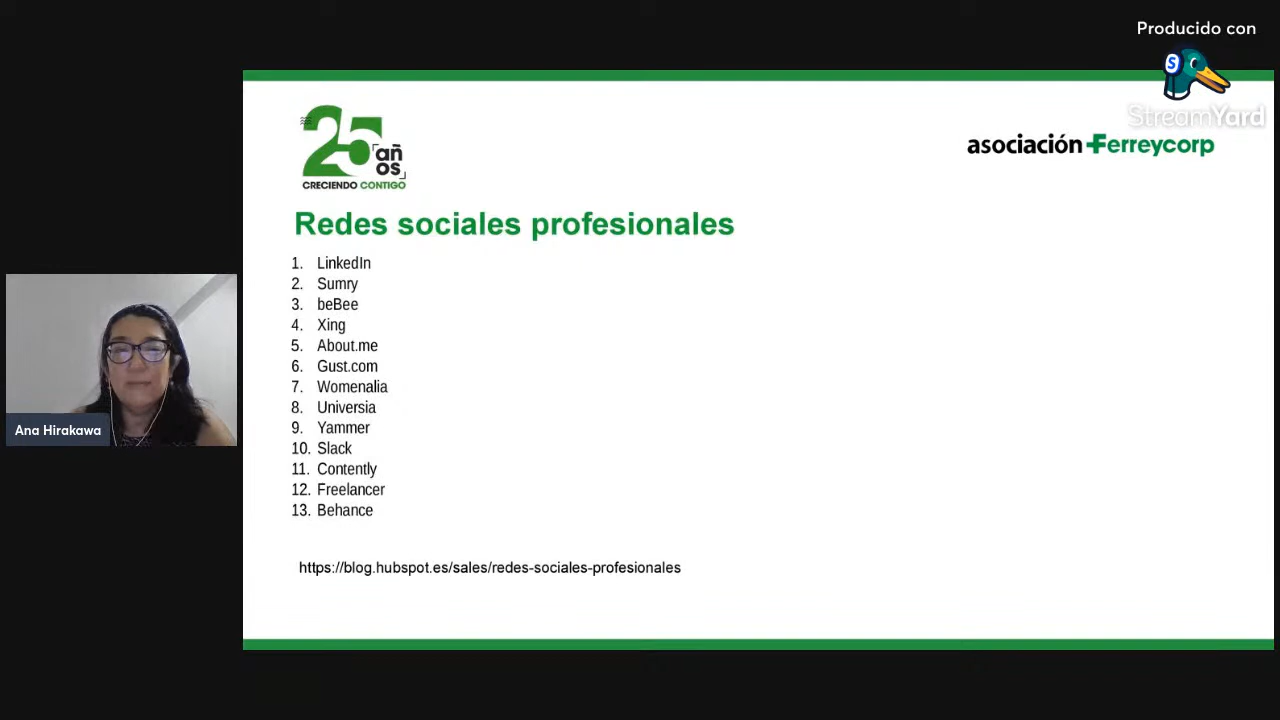 Producido con
S
StreamYard
25
añ
os
CRECIENDO CONTIGO
asociación Ferreycorp
Redes sociales profesionales
1. LinkedIn
2. Sumry
3. beBee
4. Xing
5. About.me
6. Gust.com
7. Womenalia
8. Universia
9. Yammer
10. Slack
11. Contently
12. Freelancer
13. Behance
https://blog.hubspot.es/sales/redes-sociales-profesionales
Ana Hirakawa